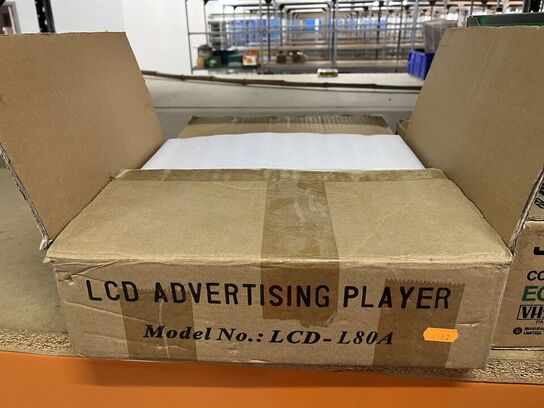 LCD ADVERTISING PLAYER
Model No.: LCD-L80A